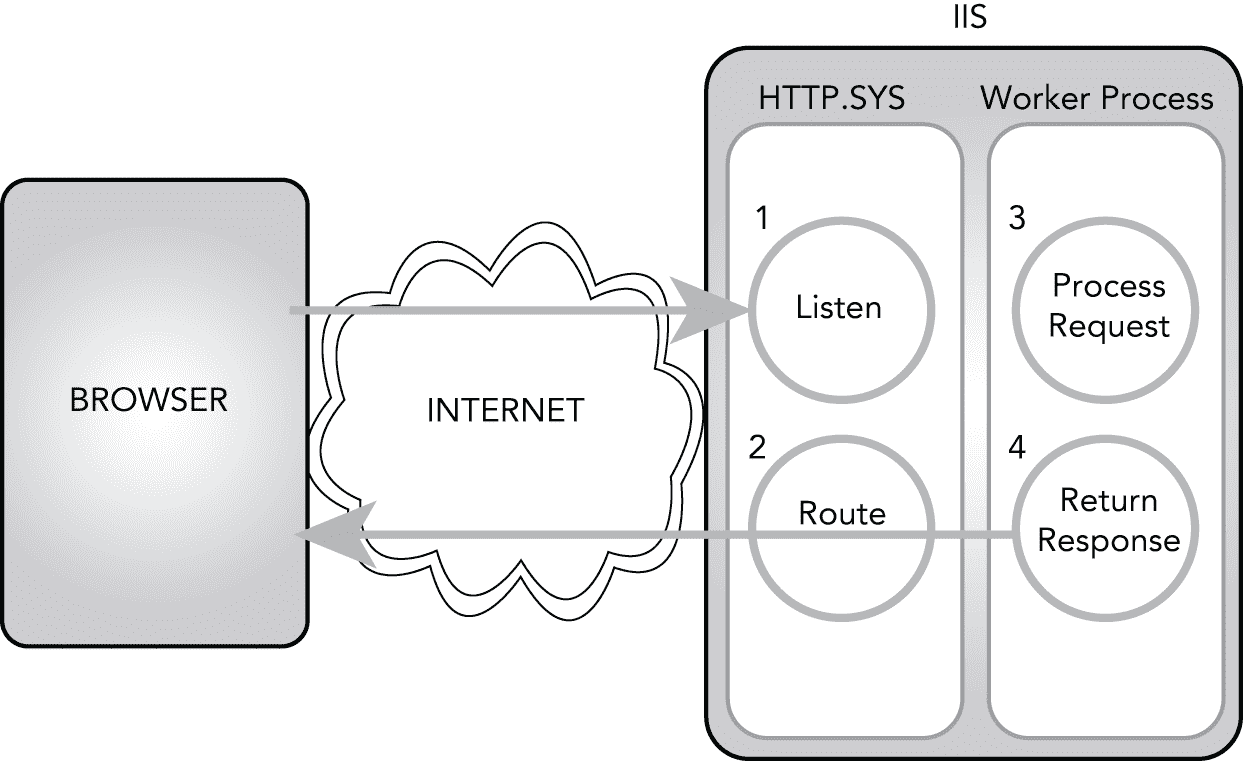 IIS
HTTP.SYS
Worker Process
1
Listen
3
Process
Request
BROWSER
INTERNET
2
Route
4
Return
Response